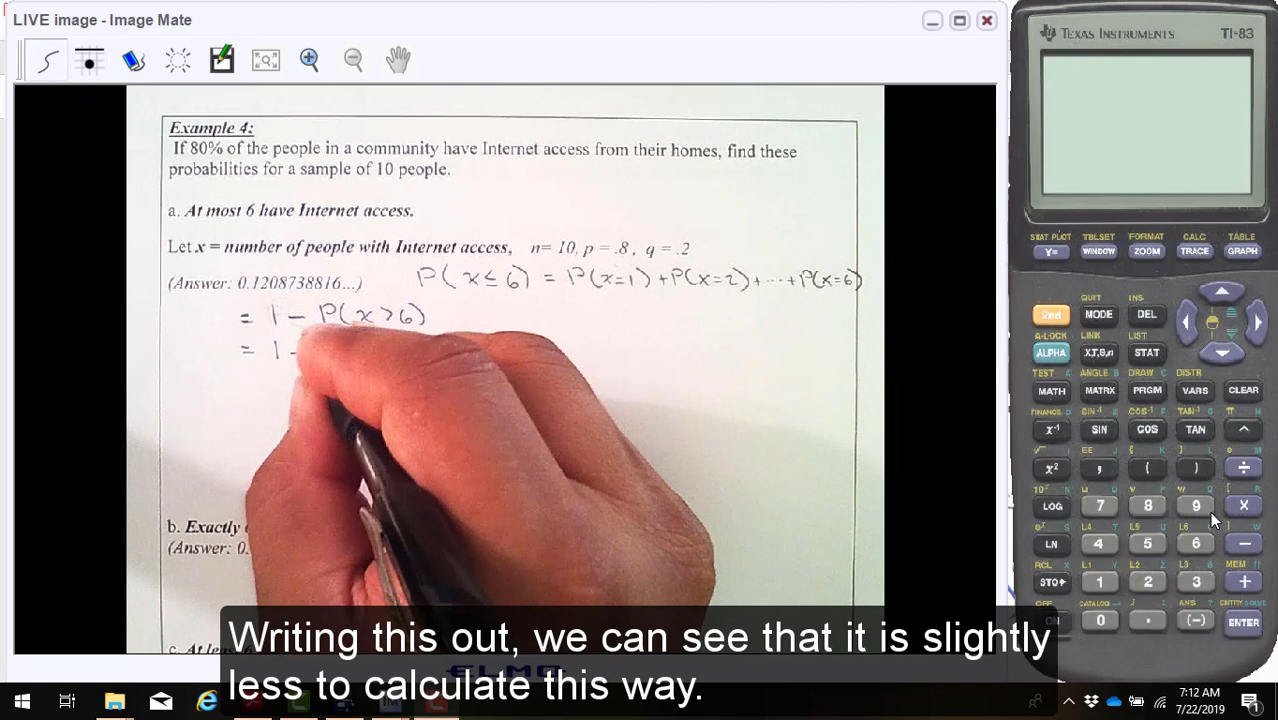 LIVE image - Image Mate
TEXAS INSTRUMENTS TI-83
Example 4:
If 80% of the people in a community have Internet access from their homes, find these
probabilities for a sample of 10 people.
a. At most 6 have Internet access.
Let x = number of people with Internet access, n= 10, p = .8 , q = .2
(Answer: 0.1208738816...) P(x≤6) = P(x=1)+P(x=2)+...+P(x=6)
= 1 - P(x>6)
= 1 -
b. Exactly
(Answer: 0.
c. At least
ELMO
STAT PLOT TBLSET FORMAT CALC TABLE
Y= WINDOW ZOOM TRACE GRAPH
QUIT INS
2nd MODE DEL
A-LOCK LINK LIST
ALPHA X,T,θ,n STAT
TEST ANGLE DRAW DISTR
MATH MATRX PRGM VARS CLEAR
FINANCE SIN⁻¹ COS⁻¹ TAN⁻¹ π
x⁻¹ SIN COS TAN ^
EE
x² , ( ) ÷
LOG 7 8 9 X
L4 L5 L6
LN 4 5 6 −
RCL L1 L2 L3 MEM
STO▸ 1 2 3 +
OFF CATALOG ANS ENTRY SOLVE
ON 0 . (−) ENTER
Writing this out, we can see that it is slightly
less to calculate this way.
7:12 AM
7/22/2019